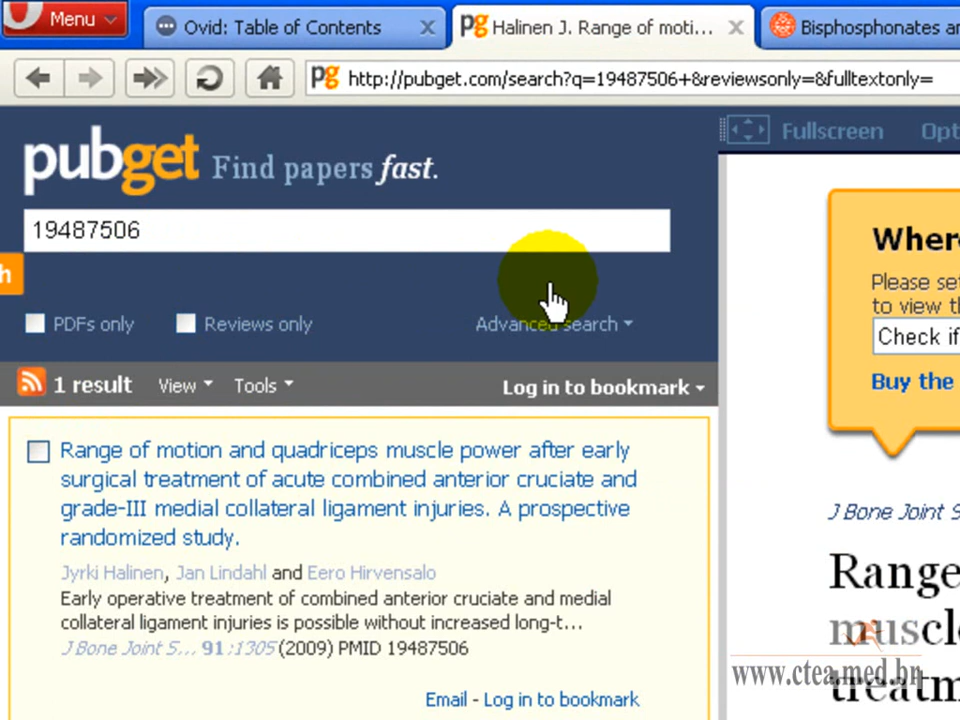 Menu
Ovid: Table of Contents
pg Halinen J. Range of moti...
Bisphosphonates an
pg http://pubget.com/search?q=19487506+&reviewsonly=&fulltextonly=
pubget Find papers fast.
Fullscreen
Opt
19487506
h
PDFs only
Reviews only
Advanced search
1 result
View
Tools
Log in to bookmark
Range of motion and quadriceps muscle power after early
surgical treatment of acute combined anterior cruciate and
grade-III medial collateral ligament injuries. A prospective
randomized study.
Jyrki Halinen, Jan Lindahl and Eero Hirvensalo
Early operative treatment of combined anterior cruciate and medial
collateral ligament injuries is possible without increased long-t...
J Bone Joint S... 91:1305 (2009) PMID 19487506
Email - Log in to bookmark
Where
Please set
to view th
Check if
Buy the
J Bone Joint S
Range
muscle
treatm
www.ctea.med.br